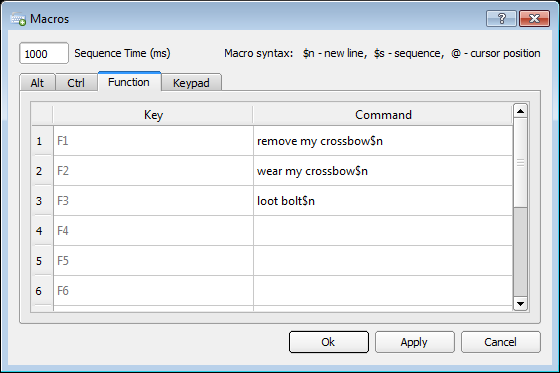 Macros
1000 Sequence Time (ms) Macro syntax: $n - new line, $s - sequence, @ - cursor position
Alt Ctrl Function Keypad
Key Command
1 F1 remove my crossbow$n
2 F2 wear my crossbow$n
3 F3 loot bolt$n
4 F4
5 F5
6 F6
Ok Apply Cancel